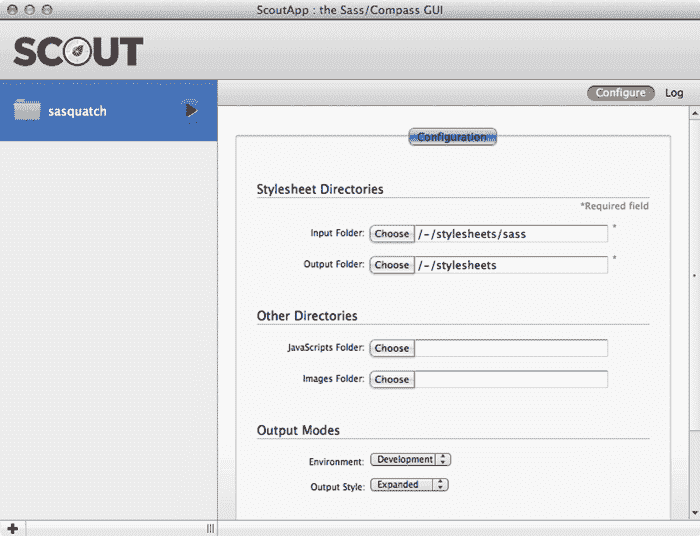 ScoutApp : the Sass/Compass GUI
SCOUT
sasquatch
Configure Log
Configuration
Stylesheet Directories
*Required field
Input Folder: Choose /-/stylesheets/sass *
Output Folder: Choose /-/stylesheets *
Other Directories
JavaScripts Folder: Choose
Images Folder: Choose
Output Modes
Environment: Development
Output Style: Expanded